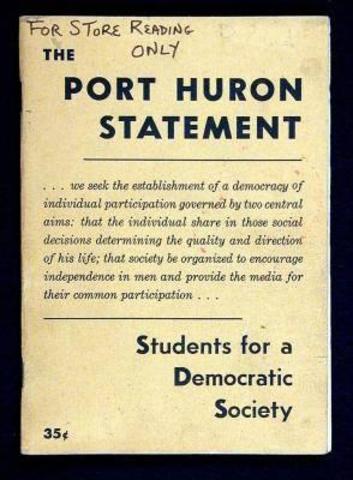 FOR STORE READING
ONLY
THE
PORT HURON
STATEMENT
. . . we seek the establishment of a democracy of
individual participation governed by two central
aims: that the individual share in those social
decisions determining the quality and direction
of his life; that society be organized to encourage
independence in men and provide the media for
their common participation . . .
Students for a
Democratic
Society
35¢